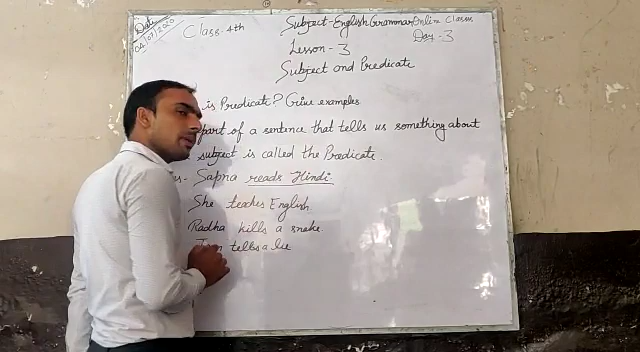 Date
04/07/2020
Class-4th
Subject-English Grammar Online Classes
Day-3
Lesson-3
Subject and Predicate
is Predicate? Give examples.
part of a sentence that tells us something about
subject is called the Predicate.
Sapna reads Hindi.
She teaches English.
Radha kills a snake
tells a lie